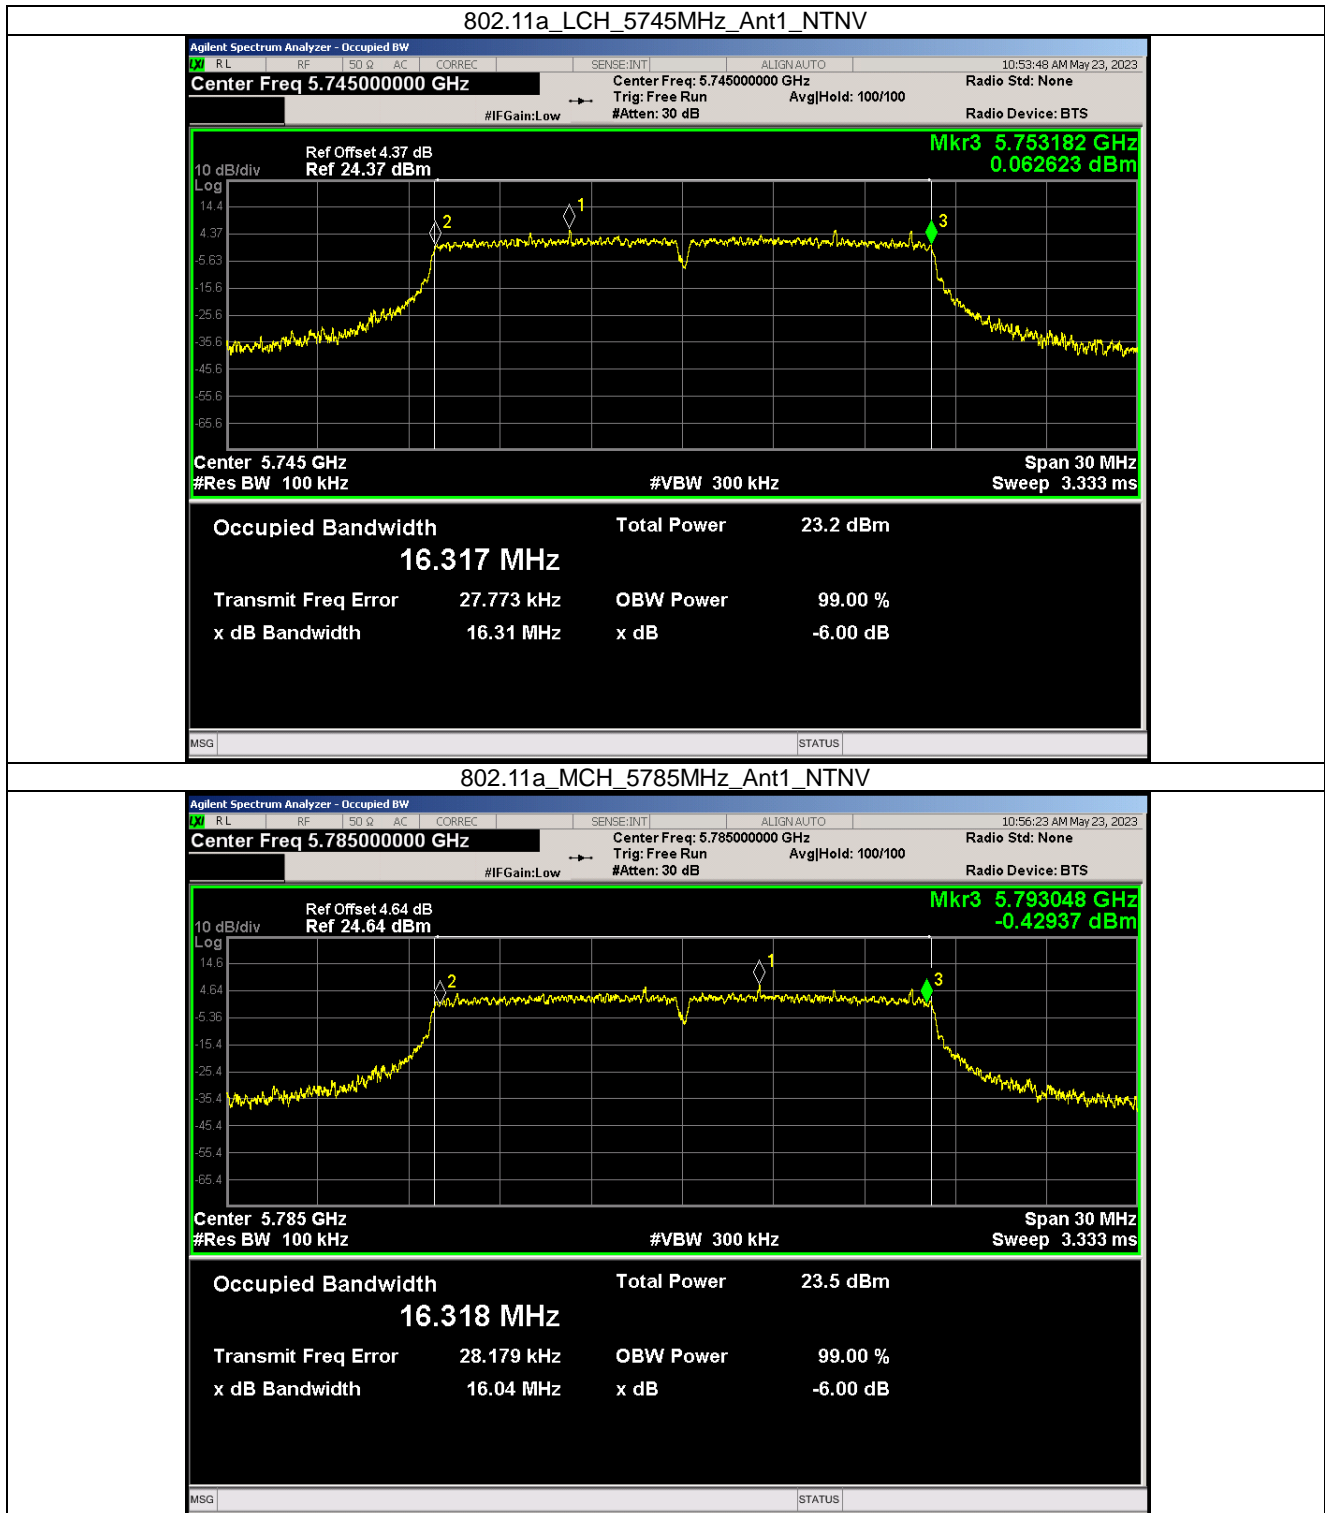 802.11a_LCH_5745MHz_Ant1_NTNV
Agilent Spectrum Analyzer - Occupied BW
LXI RL RF 50 Ω AC CORREC SENSE:INT ALIGNAUTO 10:53:48 AM May 23, 2023
Center Freq 5.745000000 GHz Center Freq: 5.745000000 GHz Radio Std: None
Trig: Free Run Avg|Hold: 100/100
#IFGain:Low #Atten: 30 dB Radio Device: BTS
Mkr3 5.753182 GHz
Ref Offset 4.37 dB
10 dB/div Ref 24.37 dBm 0.062623 dBm
Log
14.4
4.37
-5.63
-15.6
-25.6
-35.6
-45.6
-55.6
-65.6
2
1
3
Center 5.745 GHz Span 30 MHz
#Res BW 100 kHz #VBW 300 kHz Sweep 3.333 ms
Occupied Bandwidth Total Power 23.2 dBm
16.317 MHz
Transmit Freq Error 27.773 kHz OBW Power 99.00 %
x dB Bandwidth 16.31 MHz x dB -6.00 dB
MSG STATUS
802.11a_MCH_5785MHz_Ant1_NTNV
Agilent Spectrum Analyzer - Occupied BW
LXI RL RF 50 Ω AC CORREC SENSE:INT ALIGNAUTO 10:56:23 AM May 23, 2023
Center Freq 5.785000000 GHz Center Freq: 5.785000000 GHz Radio Std: None
Trig: Free Run Avg|Hold: 100/100
#IFGain:Low #Atten: 30 dB Radio Device: BTS
Mkr3 5.793048 GHz
Ref Offset 4.64 dB
10 dB/div Ref 24.64 dBm -0.42937 dBm
Log
14.6
4.64
-5.36
-15.4
-25.4
-35.4
-45.4
-55.4
-65.4
2
1
3
Center 5.785 GHz Span 30 MHz
#Res BW 100 kHz #VBW 300 kHz Sweep 3.333 ms
Occupied Bandwidth Total Power 23.5 dBm
16.318 MHz
Transmit Freq Error 28.179 kHz OBW Power 99.00 %
x dB Bandwidth 16.04 MHz x dB -6.00 dB
MSG STATUS